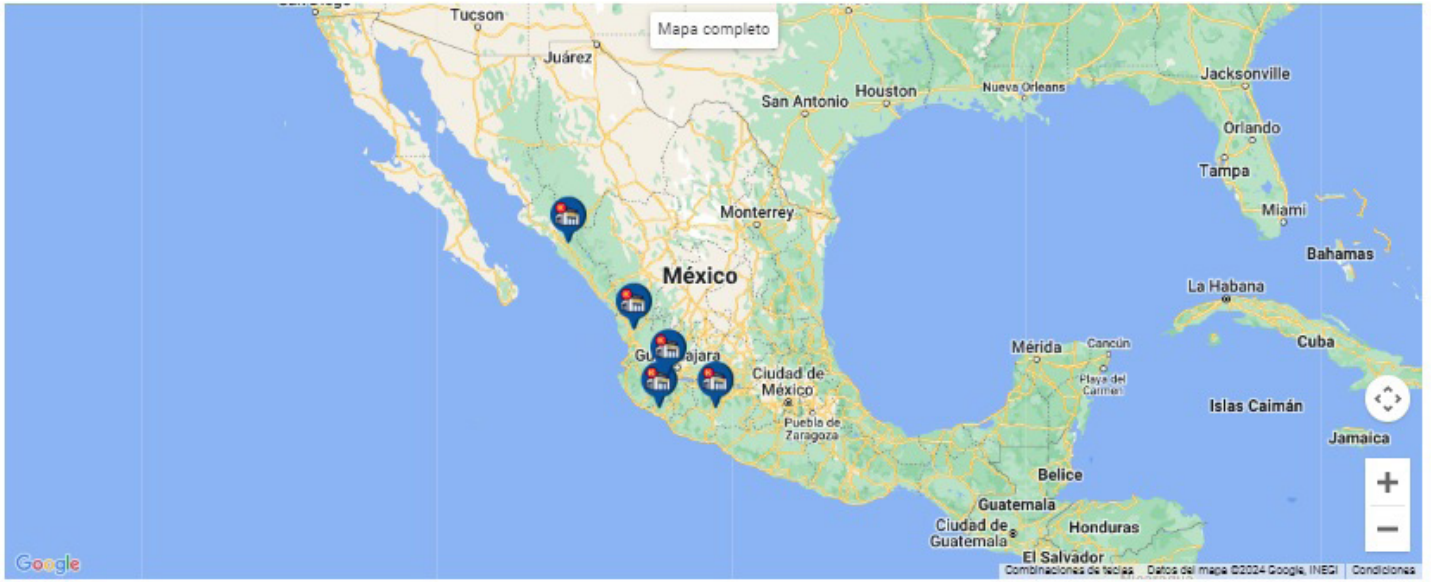 San Diego
Tucson
Mapa completo
Juárez
Jacksonville
San Antonio
Houston
Nueva Orleans
Orlando
Tampa
Monterrey
Miami
Bahamas
México
La Habana
Cuba
Mérida
Cancún
Playa del
Carmen
Ciudad de
México
Islas Caimán
Puebla de
Zaragoza
Jamaica
Belice
Guatemala
Ciudad de
Guatemala
Honduras
El Salvador
Google
Combinaciones de teclas
Datos del mapa ©2024 Google, INEGI
Condiciones